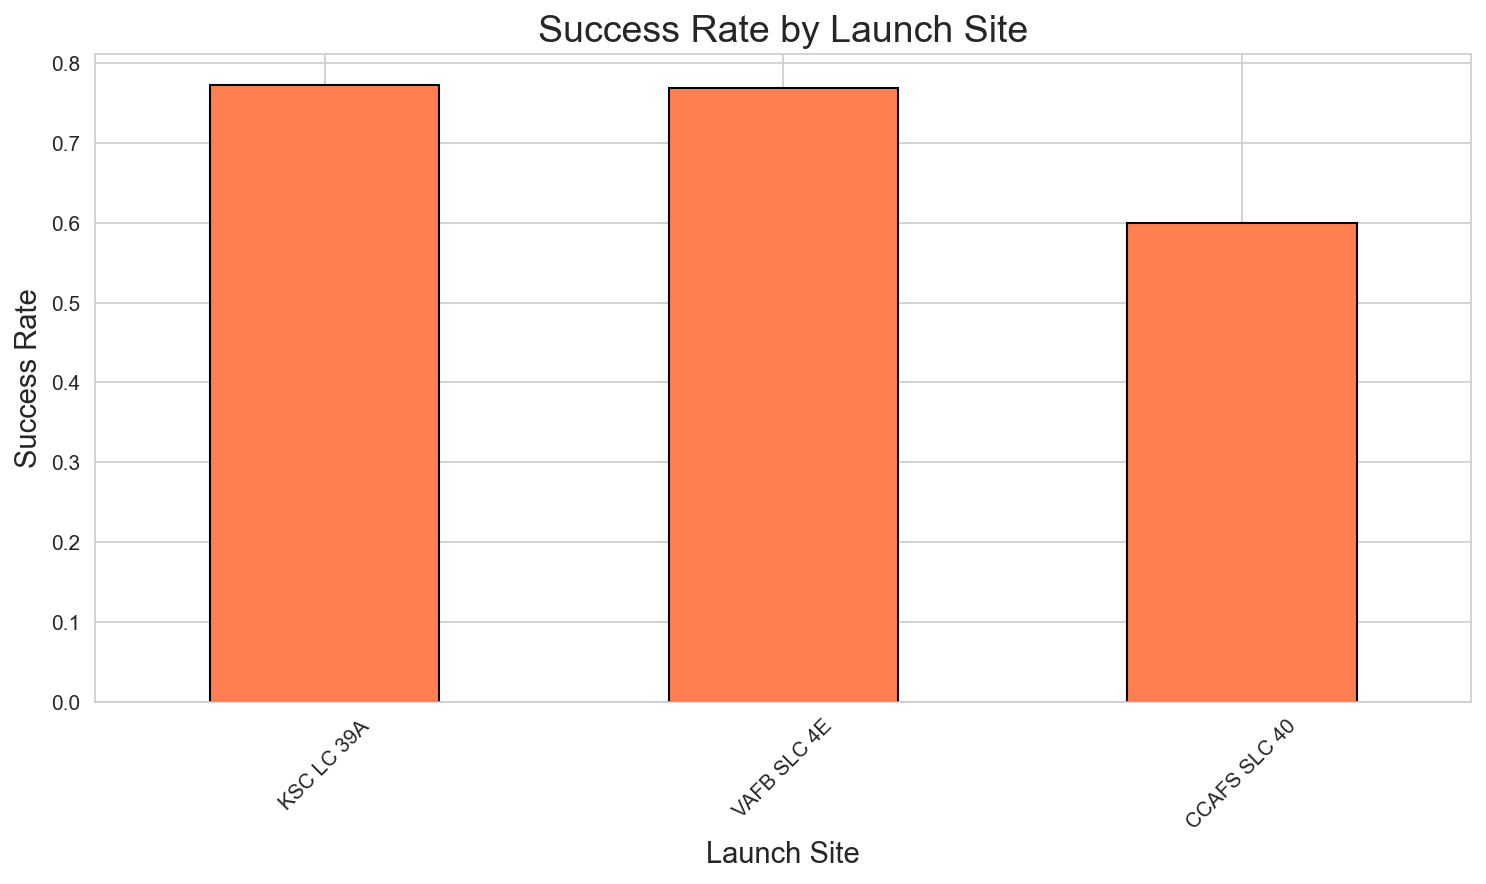 Success Rate by Launch Site
Success Rate
0.8
0.7
0.6
0.5
0.4
0.3
0.2
0.1
0.0
KSC LC 39A
VAFB SLC 4E
CCAFS SLC 40
Launch Site